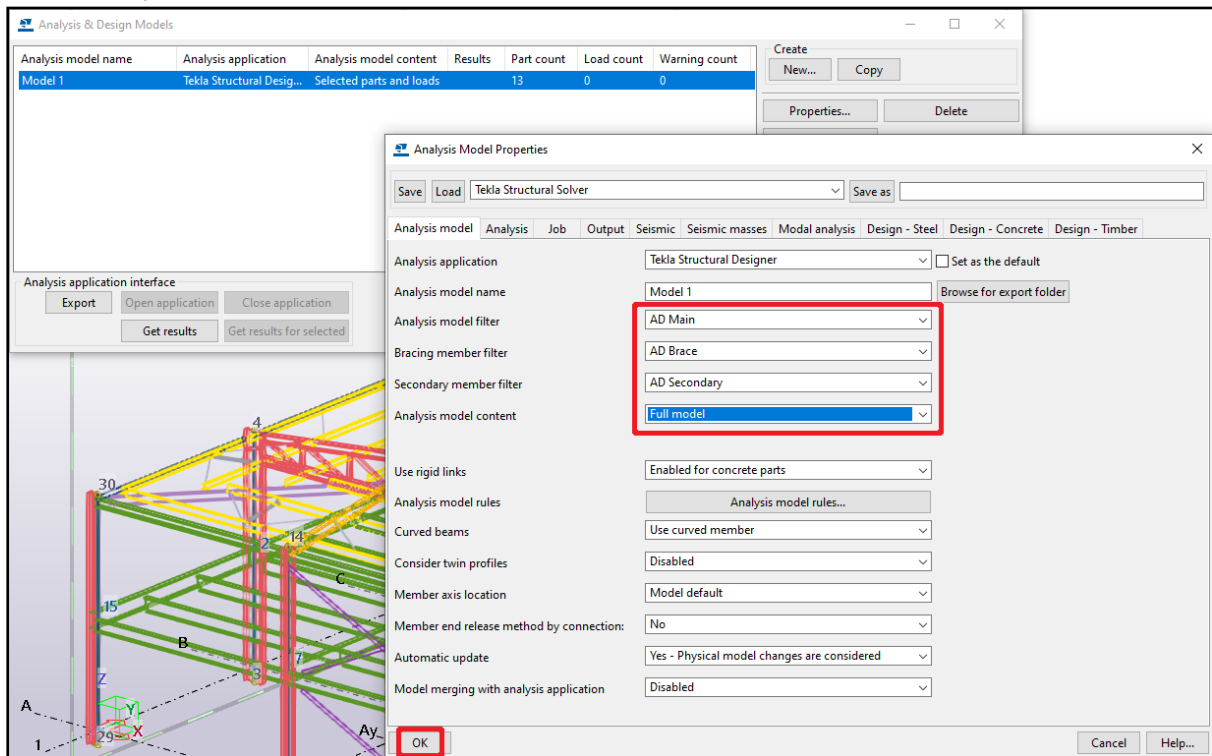 Analysis & Design Models
Analysis model name Analysis application Analysis model content Results Part count Load count Warning count
Model 1 Tekla Structural Desig... Selected parts and loads 13 0 0
Create
New... Copy
Properties... Delete
Analysis application interface
Export Open application Close applic
Get results Get results for selected
Analysis Model Properties
Save Load Tekla Structural Solver Save as
Analysis model Analysis Job Output Seismic Seismic masses Modal analysis Design - Steel Design - Concrete Design - Timber
Analysis application Tekla Structural Designer Set as the default
Analysis model name Model 1 Browse for export folder
Analysis model filter AD Main
Bracing member filter AD Brace
Secondary member filter AD Secondary
Analysis model content Full model
Use rigid links Enabled for concrete parts
Analysis model rules Analysis model rules...
Curved beams Use curved member
Consider twin profiles Disabled
Member axis location Model default
Member end release method by connection: No
Automatic update Yes - Physical model changes are considered
Model merging with analysis application Disabled
OK Cancel Help...
4
30
2 14
C
15
B
7
3
Z
A
Y
X
29
1
Ay